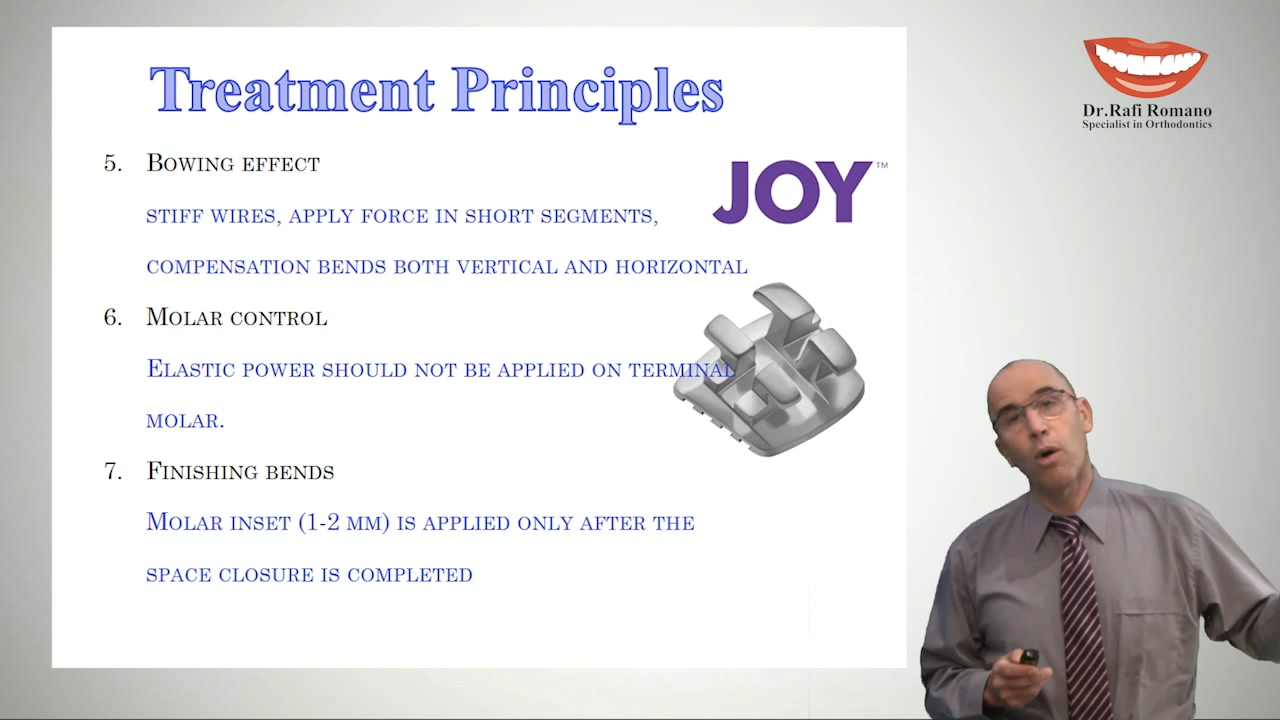 Treatment Principles
5. Bowing effect
stiff wires, apply force in short segments,
compensation bends both vertical and horizontal
6. Molar control
Elastic power should not be applied on terminal
molar.
7. Finishing bends
Molar inset (1-2 mm) is applied only after the
space closure is completed
JOY™
Dr.Rafi Romano
Specialist in Orthodontics